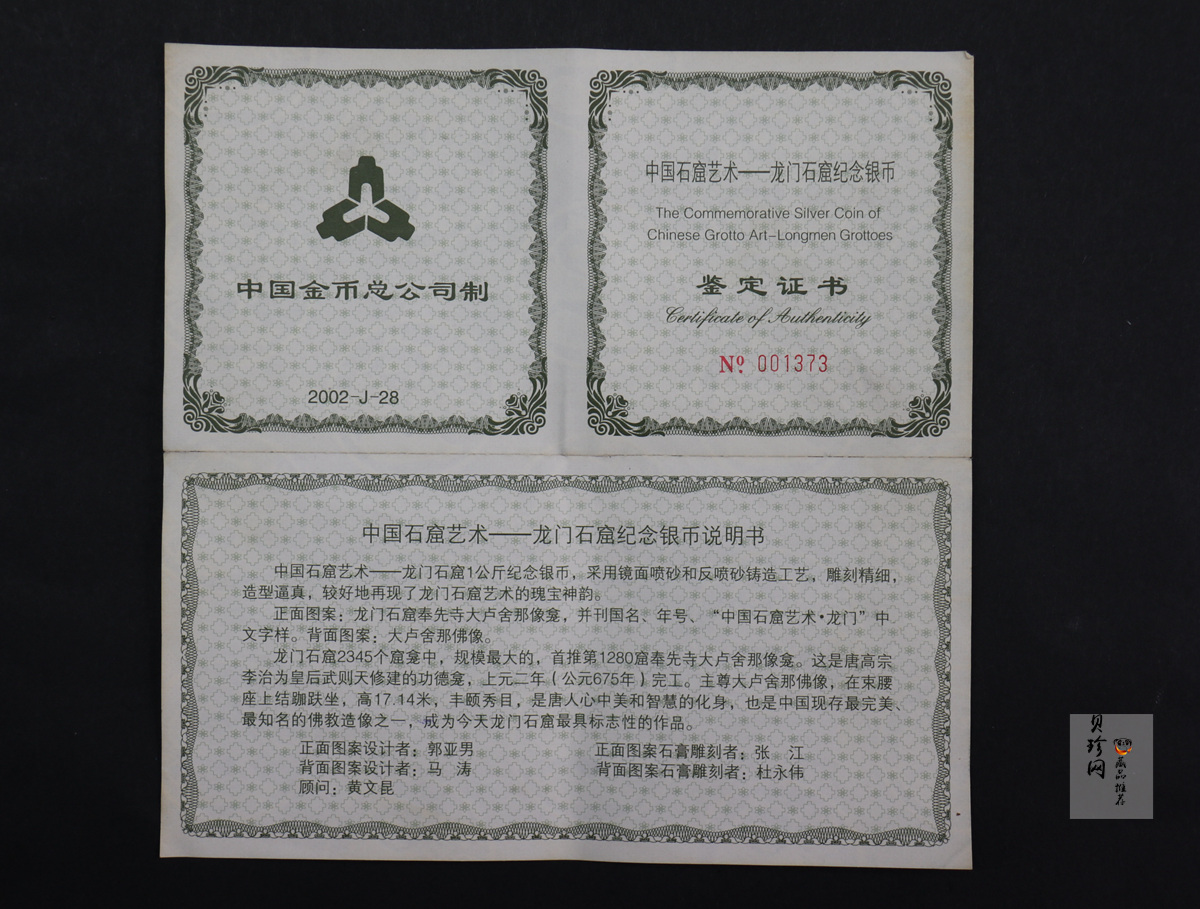 中国金币总公司制
2002-J-28
中国石窟艺术——龙门石窟纪念银币
The Commemorative Silver Coin of
Chinese Grotto Art-Longmen Grottoes
鉴定证书
Certificate of Authenticity
Nº 001373
中国石窟艺术——龙门石窟纪念银币说明书
中国石窟艺术——龙门石窟1公斤纪念银币，采用镜面喷砂和反喷砂铸造工艺，雕刻精细，
造型逼真，较好地再现了龙门石窟艺术的瑰宝神韵。
正面图案：龙门石窟奉先寺大卢舍那像龛，并刊国名、年号、“中国石窟艺术•龙门”中
文字样。背面图案：大卢舍那佛像。
龙门石窟2345个窟龛中，规模最大的，首推第1280窟奉先寺大卢舍那像龛。这是唐高宗
李治为皇后武则天修建的功德龛，上元二年（公元675年）完工。主尊大卢舍那佛像，在束腰
座上结咖趺坐，高17.14米，丰颐秀目，是唐人心中美和智慧的化身，也是中国现存最完美、
最知名的佛教造像之一，成为今天龙门石窟最具标志性的作品。
正面图案设计者：郭亚男 正面图案石膏雕刻者：张 江
背面图案设计者：马 涛 背面图案石膏雕刻者：杜永伟
顾问：黄文昆
贝珍网
藏品推荐